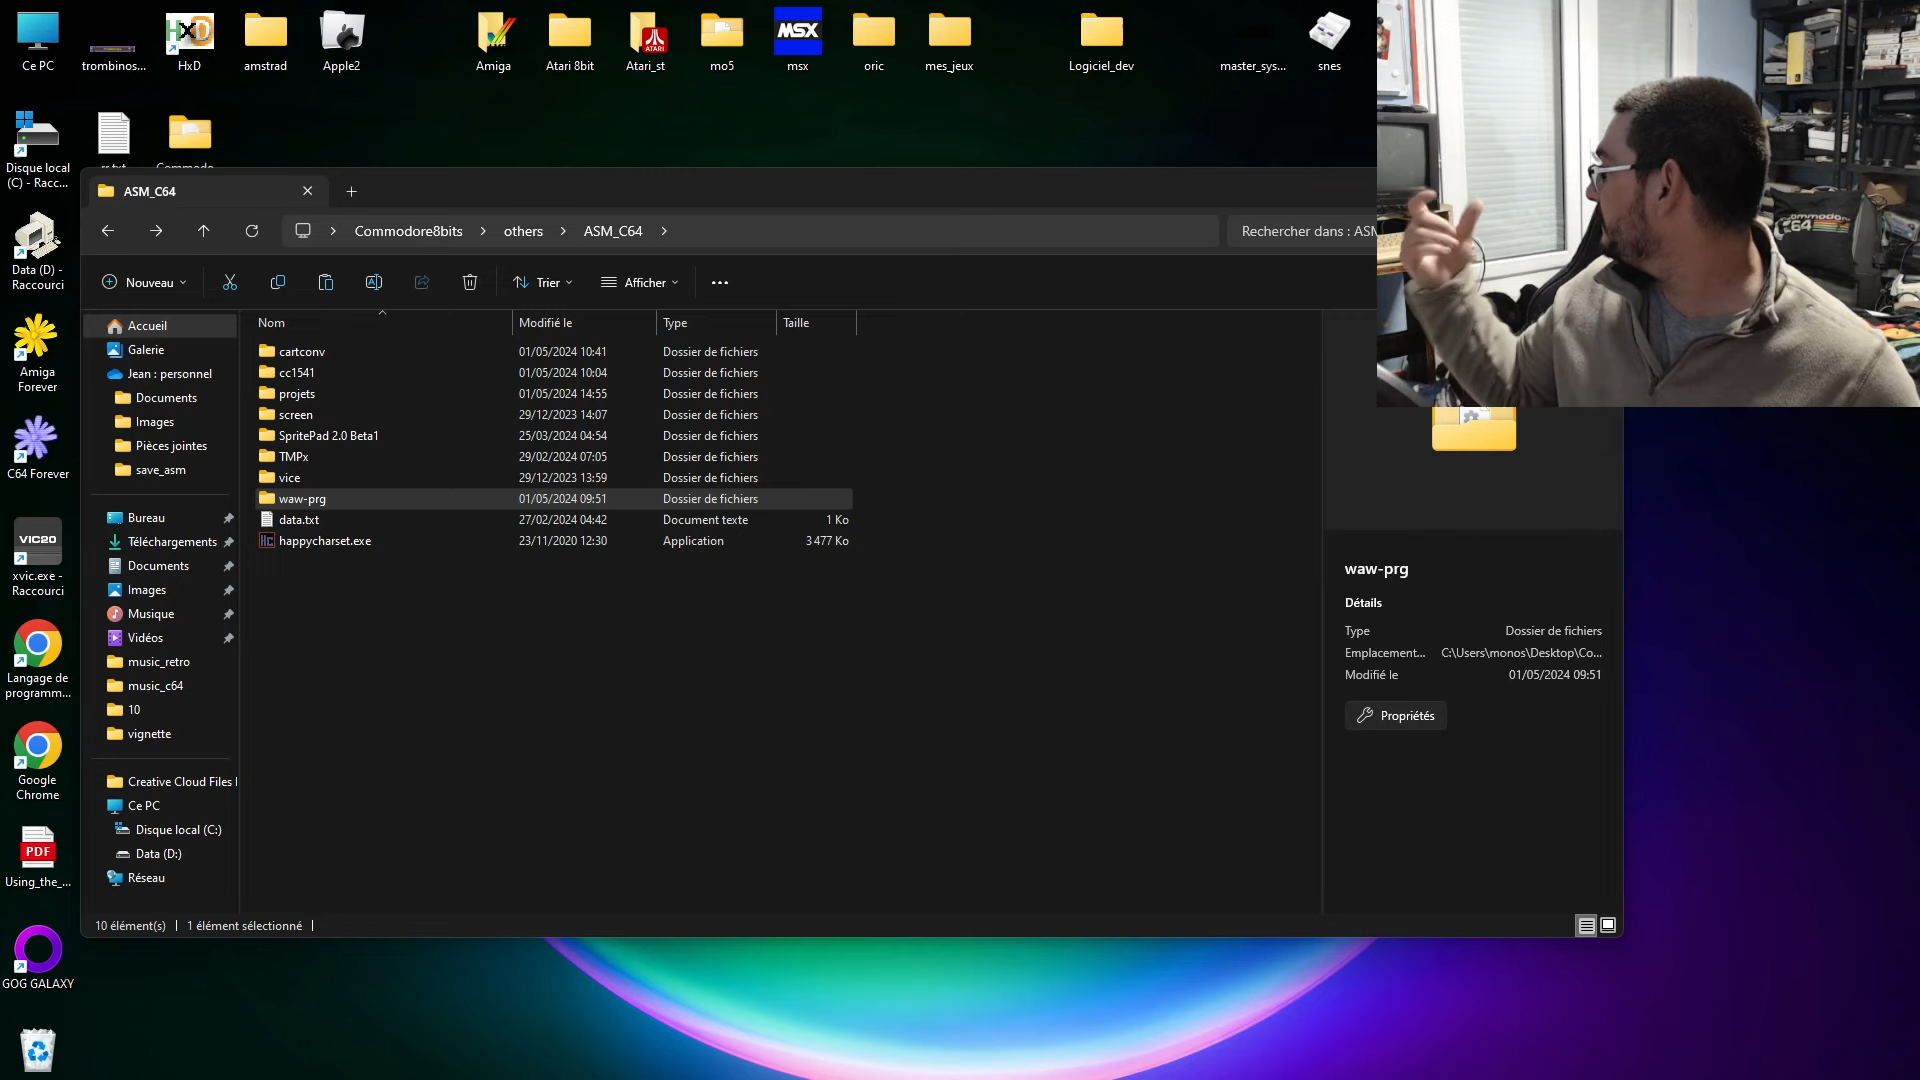 HxD
MSX
ATARI
Ce PC
trombinos...
HxD
amstrad
Apple2
Amiga
Atari 8bit
Atari_st
mo5
msx
oric
mes_jeux
Logiciel_dev
master_sys...
snes
Disque local
(C) - Racc...
Data (D) -
Raccourci
Amiga
Forever
C64 Forever
VIC20
xvic.exe -
Raccourci
Langage de
programm...
Google
Chrome
PDF
Using_the_...
GOG GALAXY
ASM_C64
Commodore8bits
others
ASM_C64
Rechercher dans : ASM
Nouveau
Trier
Afficher
Accueil
Galerie
Jean : personnel
Documents
Images
Pièces jointes
save_asm
Bureau
Téléchargements
Documents
Images
Musique
Vidéos
music_retro
music_c64
10
vignette
Creative Cloud Files
Ce PC
Disque local (C:)
Data (D:)
Réseau
Nom Modifié le Type Taille
cartconv 01/05/2024 10:41 Dossier de fichiers
cc1541 01/05/2024 10:04 Dossier de fichiers
projets 01/05/2024 14:55 Dossier de fichiers
screen 29/12/2023 14:07 Dossier de fichiers
SpritePad 2.0 Beta1 25/03/2024 04:54 Dossier de fichiers
TMPx 29/02/2024 07:05 Dossier de fichiers
vice 29/12/2023 13:59 Dossier de fichiers
waw-prg 01/05/2024 09:51 Dossier de fichiers
data.txt 27/02/2024 04:42 Document texte 1 Ko
happycharset.exe 23/11/2020 12:30 Application 3 477 Ko
waw-prg
Détails
Type Dossier de fichiers
Emplacement... C:\Users\monos\Desktop\Co...
Modifié le 01/05/2024 09:51
Propriétés
10 élément(s)
1 élément sélectionné
commodore
C64